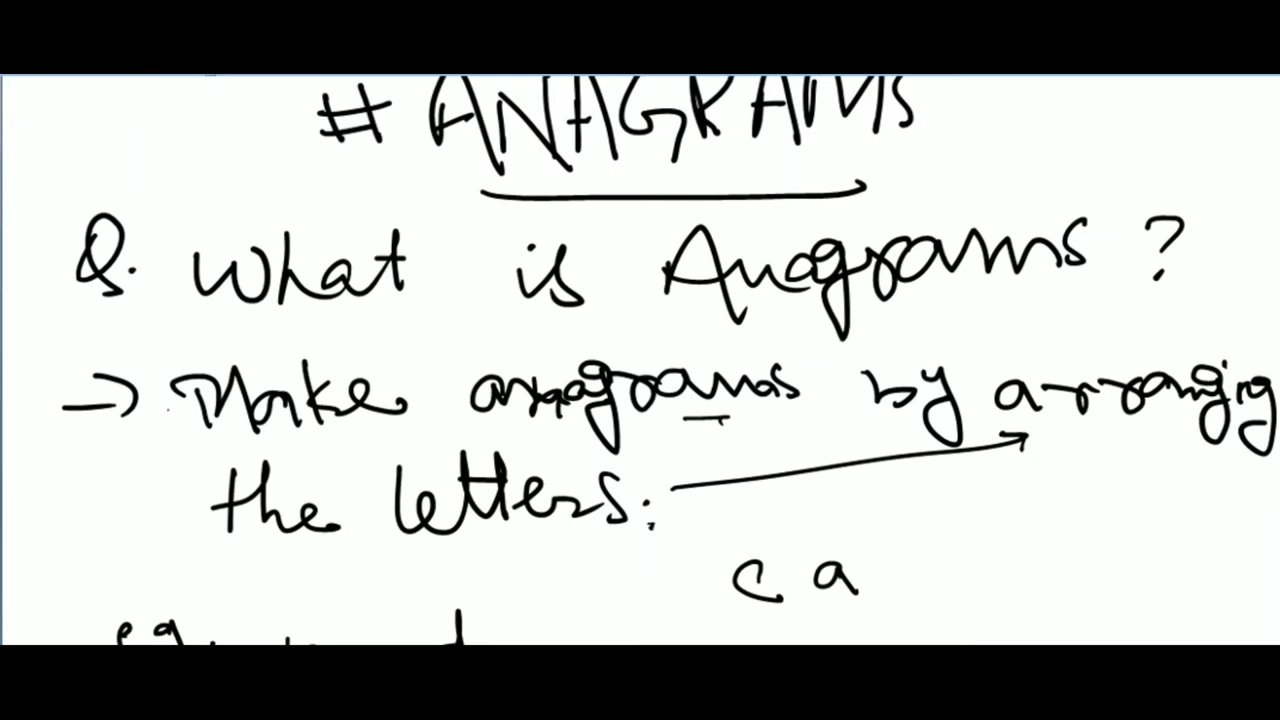 # ANAGRAMS
Q. What is Anagrams ?
→ Make anagrams by arranging
the letters:
c a